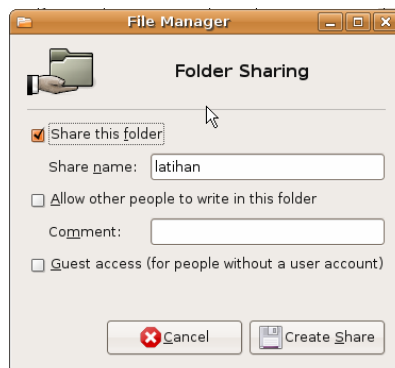 File Manager
Folder Sharing
Share this folder
Share name: latihan
Allow other people to write in this folder
Comment:
Guest access (for people without a user account)
Cancel Create Share